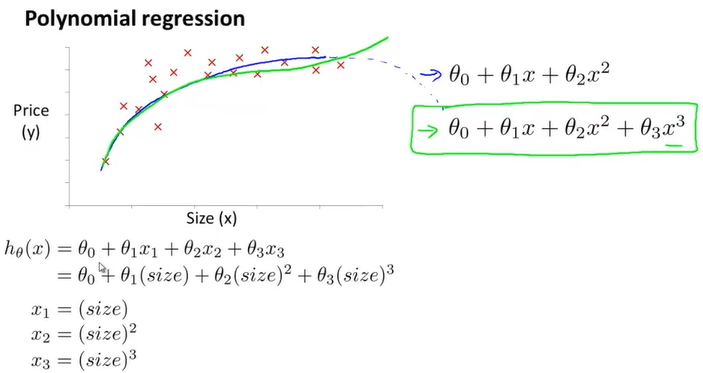 Polynomial regression
Price
(y)
Size (x)
θ₀ + θ₁x + θ₂x²
θ₀ + θ₁x + θ₂x² + θ₃x³
h_θ(x) = θ₀ + θ₁x₁ + θ₂x₂ + θ₃x₃
= θ₀ + θ₁(size) + θ₂(size)² + θ₃(size)³
x₁ = (size)
x₂ = (size)²
x₃ = (size)³